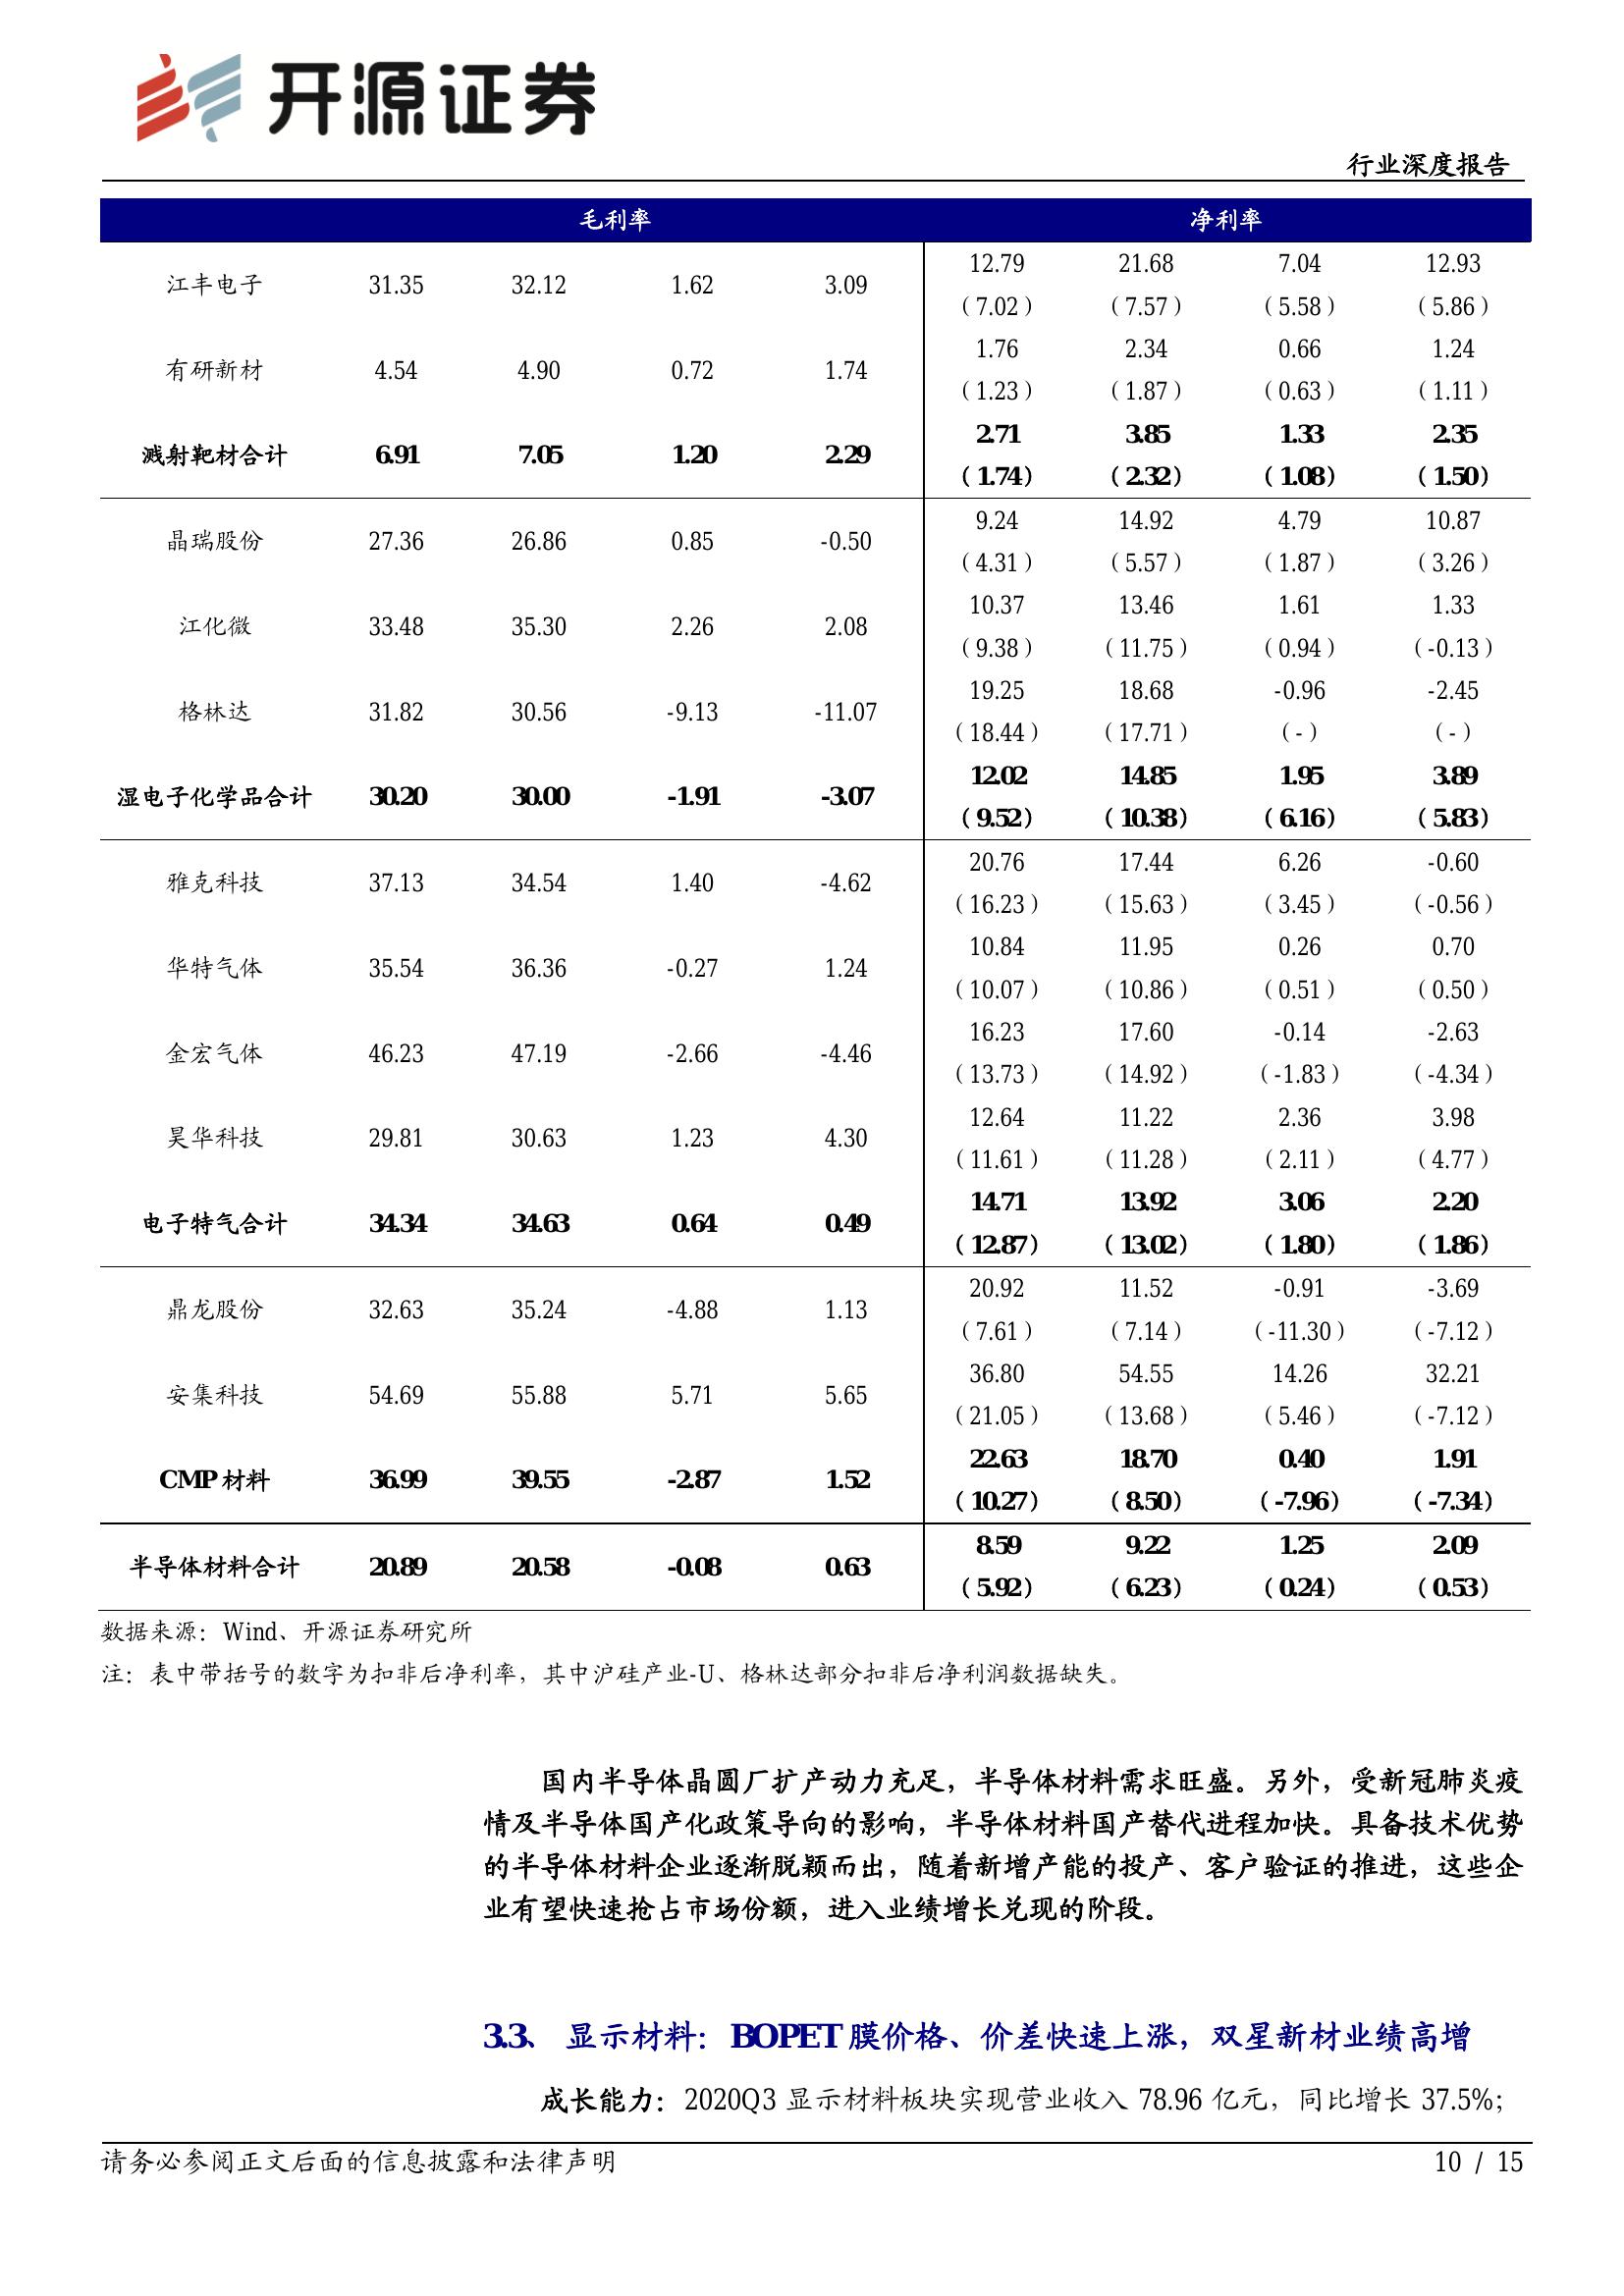 开源证券
行业深度报告
毛利率 净利率
江丰电子 31.35 32.12 1.62 3.09 12.79 21.68 7.04 12.93
（7.02） （7.57） （5.58） （5.86）
有研新材 4.54 4.90 0.72 1.74 1.76 2.34 0.66 1.24
（1.23） （1.87） （0.63） （1.11）
溅射靶材合计 6.91 7.05 1.20 2.29 2.71 3.85 1.33 2.35
（1.74） （2.32） （1.08） （1.50）
晶瑞股份 27.36 26.86 0.85 -0.50 9.24 14.92 4.79 10.87
（4.31） （5.57） （1.87） （3.26）
江化微 33.48 35.30 2.26 2.08 10.37 13.46 1.61 1.33
（9.38） （11.75） （0.94） （-0.13）
格林达 31.82 30.56 -9.13 -11.07 19.25 18.68 -0.96 -2.45
（18.44） （17.71） （-） （-）
湿电子化学品合计 30.20 30.00 -1.91 -3.07 12.02 14.85 1.95 3.89
（9.52） （10.38） （6.16） （5.83）
雅克科技 37.13 34.54 1.40 -4.62 20.76 17.44 6.26 -0.60
（16.23） （15.63） （3.45） （-0.56）
华特气体 35.54 36.36 -0.27 1.24 10.84 11.95 0.26 0.70
（10.07） （10.86） （0.51） （0.50）
金宏气体 46.23 47.19 -2.66 -4.46 16.23 17.60 -0.14 -2.63
（13.73） （14.92） （-1.83） （-4.34）
昊华科技 29.81 30.63 1.23 4.30 12.64 11.22 2.36 3.98
（11.61） （11.28） （2.11） （4.77）
电子特气合计 34.34 34.63 0.64 0.49 14.71 13.92 3.06 2.20
（12.87） （13.02） （1.80） （1.86）
鼎龙股份 32.63 35.24 -4.88 1.13 20.92 11.52 -0.91 -3.69
（7.61） （7.14） （-11.30） （-7.12）
安集科技 54.69 55.88 5.71 5.65 36.80 54.55 14.26 32.21
（21.05） （13.68） （5.46） （-7.12）
CMP 材料 36.99 39.55 -2.87 1.52 22.63 18.70 0.40 1.91
（10.27） （8.50） （-7.96） （-7.34）
半导体材料合计 20.89 20.58 -0.08 0.63 8.59 9.22 1.25 2.09
（5.92） （6.23） （0.24） （0.53）
数据来源：Wind、开源证券研究所
注：表中带括号的数字为扣非后净利率，其中沪硅产业-U、格林达部分扣非后净利润数据缺失。
国内半导体晶圆厂扩产动力充足，半导体材料需求旺盛。另外，受新冠肺炎疫
情及半导体国产化政策导向的影响，半导体材料国产替代进程加快。具备技术优势
的半导体材料企业逐渐脱颖而出，随着新增产能的投产、客户验证的推进，这些企
业有望快速抢占市场份额，进入业绩增长兑现的阶段。
3.3、 显示材料：BOPET 膜价格、价差快速上涨，双星新材业绩高增
成长能力：2020Q3 显示材料板块实现营业收入 78.96 亿元，同比增长 37.5%；
请务必参阅正文后面的信息披露和法律声明 10 / 15